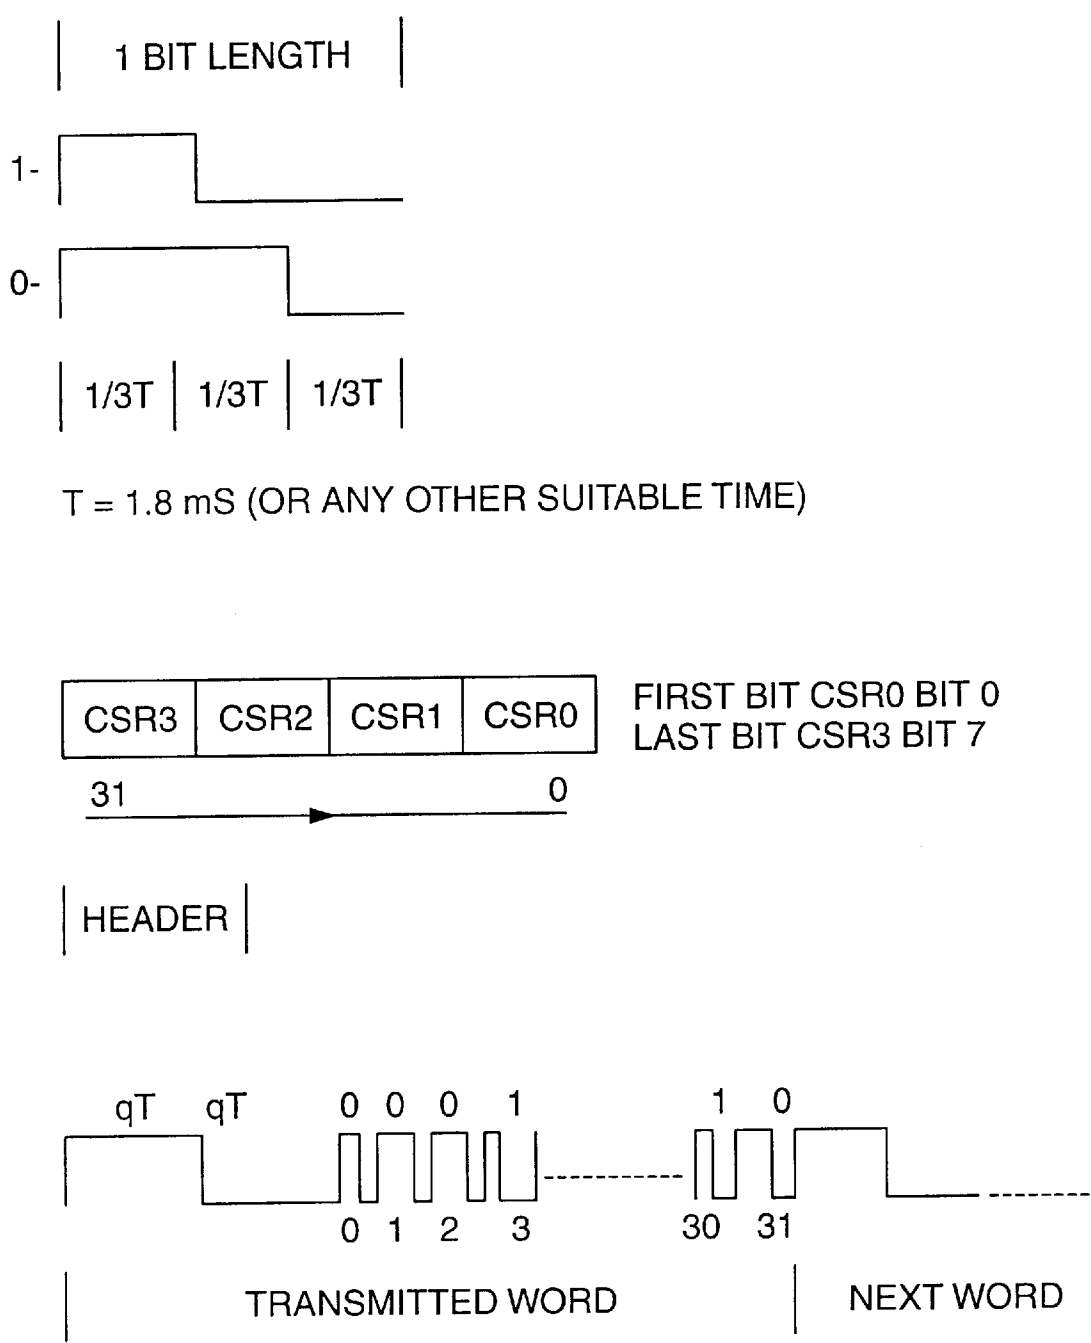 1 BIT LENGTH
1-
0-
1/3T 1/3T 1/3T
T = 1.8 mS (OR ANY OTHER SUITABLE TIME)
CSR3 CSR2 CSR1 CSR0
FIRST BIT CSR0 BIT 0
LAST BIT CSR3 BIT 7
31 0
HEADER
qT qT 0 0 0 1 1 0
0 1 2 3 30 31
TRANSMITTED WORD NEXT WORD